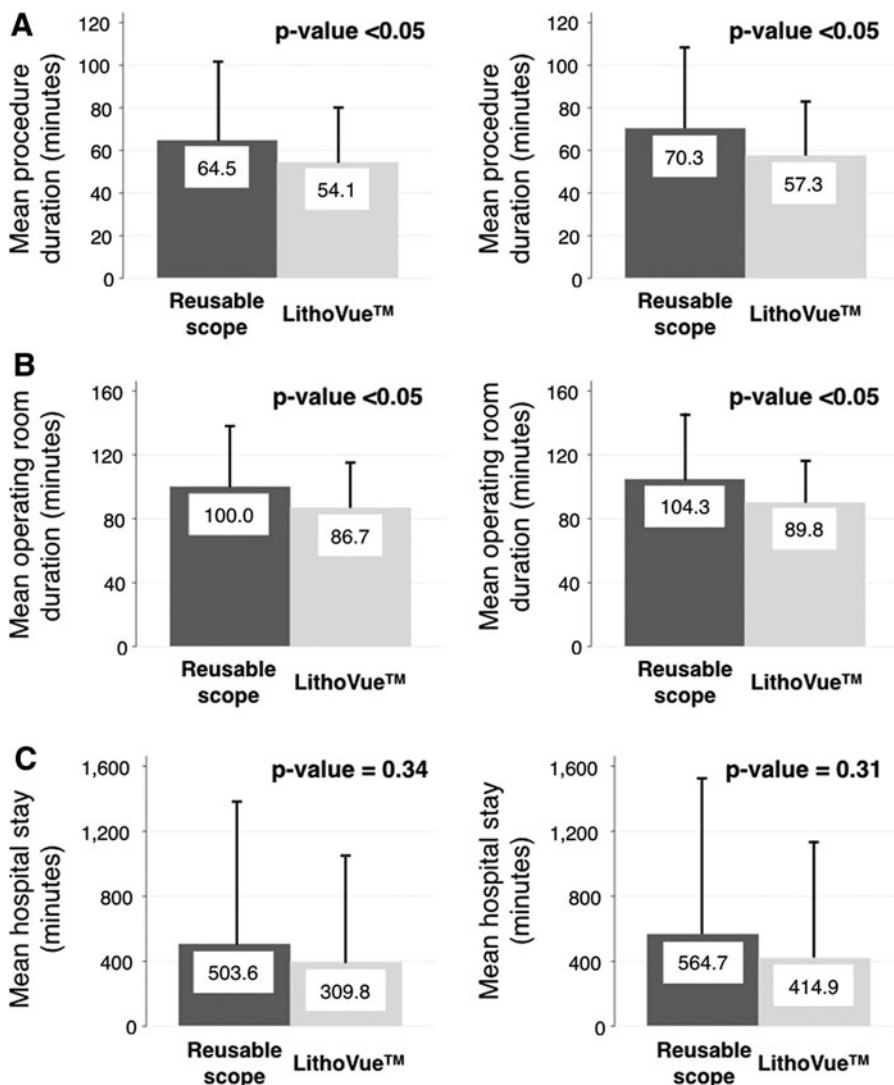 A
Mean procedure
duration (minutes)
120
100
80
60
40
20
0
p-value <0.05
64.5
54.1
Reusable
scope
LithoVue™
Mean procedure
duration (minutes)
120
100
80
60
40
20
0
p-value <0.05
70.3
57.3
Reusable
scope
LithoVue™
B
Mean operating room
duration (minutes)
160
120
80
40
0
p-value <0.05
100.0
86.7
Reusable
scope
LithoVue™
Mean operating room
duration (minutes)
160
120
80
40
0
p-value <0.05
104.3
89.8
Reusable
scope
LithoVue™
C
Mean hospital stay
(minutes)
1,600
1,200
800
400
0
p-value = 0.34
503.6
309.8
Reusable
scope
LithoVue™
Mean hospital stay
(minutes)
1,600
1,200
800
400
0
p-value = 0.31
564.7
414.9
Reusable
scope
LithoVue™